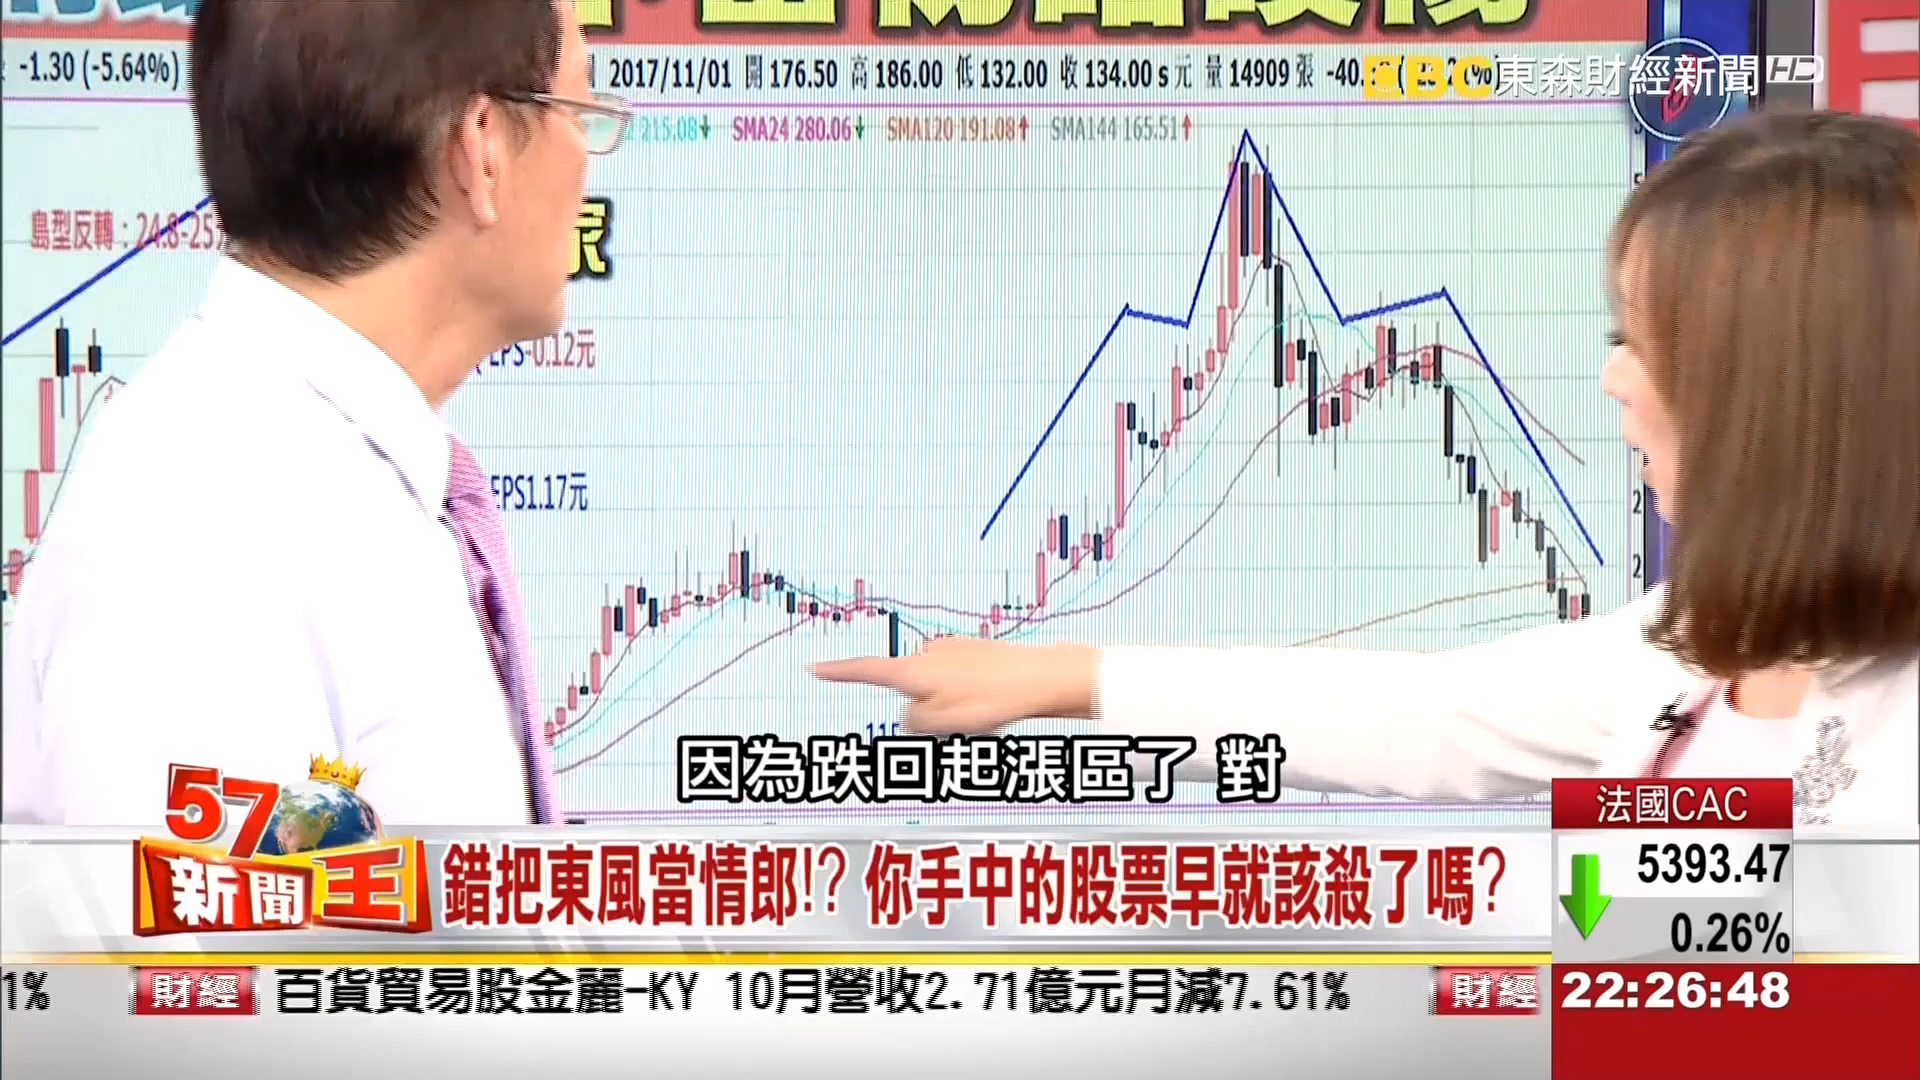 -1.30 (-5.64%)
2017/11/01 開 176.50 高 186.00 低 132.00 收 134.00 s 元 量 14909 張
EBC 東森財經新聞 HD
215.08↓ SMA24 280.06↓ SMA120 191.08↑ SMA144 165.51↑
島型反轉：24.8-25
家
EPS-0.12元
EPS1.17元
因為跌回起漲區了 對
57
新聞王
錯把東風當情郎!? 你手中的股票早就該殺了嗎?
法國CAC
5393.47
0.26%
1% 財經 百貨貿易股金麗-KY 10月營收2.71億元月減7.61% 財經
22:26:48